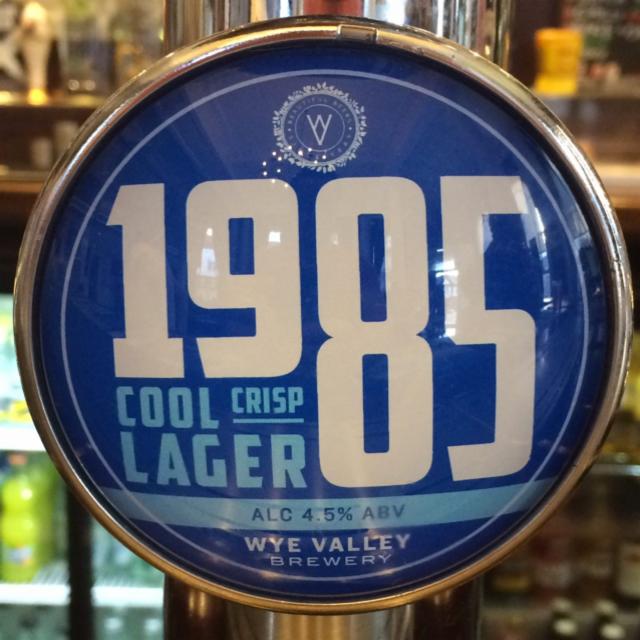 1985
COOL CRISP
LAGER
ALC 4.5% ABV
WYE VALLEY
BREWERY